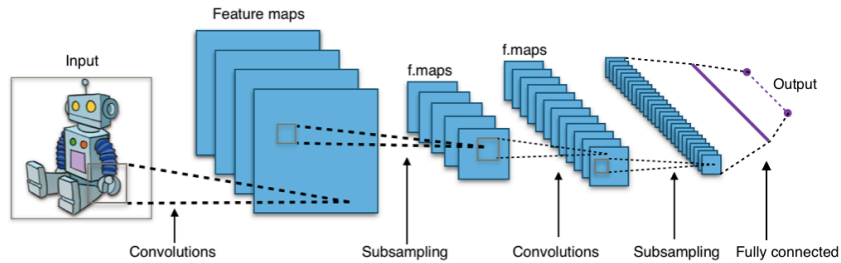 Feature maps
Input
f.maps
f.maps
Output
Convolutions
Subsampling
Convolutions
Subsampling
Fully connected